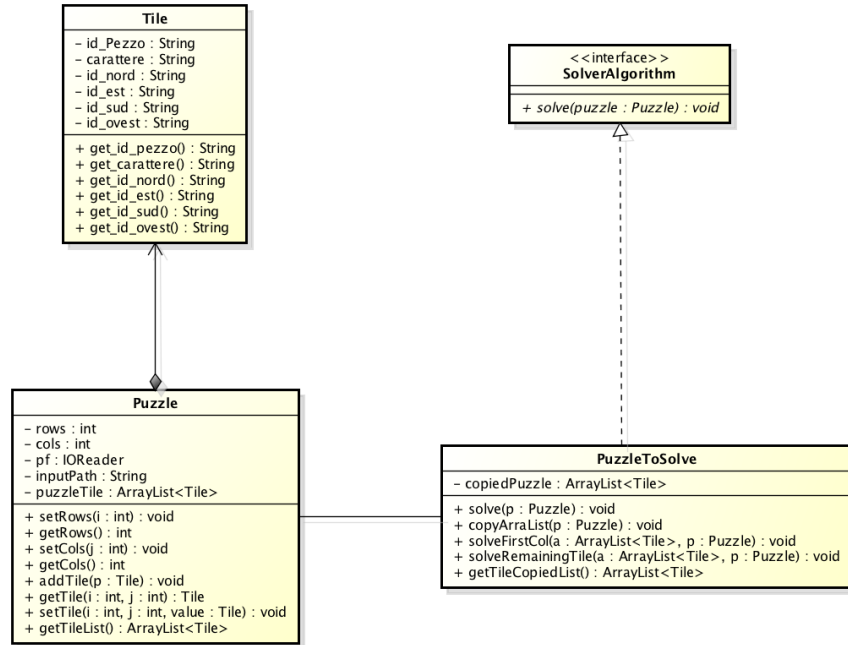 Tile
– id_Pezzo : String
– carattere : String
– id_nord : String
– id_est : String
– id_sud : String
– id_ovest : String
+ get_id_pezzo() : String
+ get_carattere() : String
+ get_id_nord() : String
+ get_id_est() : String
+ get_id_sud() : String
+ get_id_ovest() : String
<<interface>>
SolverAlgorithm
+ solve(puzzle : Puzzle) : void
Puzzle
– rows : int
– cols : int
– pf : IOReader
– inputPath : String
– puzzleTile : ArrayList<Tile>
+ setRows(i : int) : void
+ getRows() : int
+ setCols(j : int) : void
+ getCols() : int
+ addTile(p : Tile) : void
+ getTile(i : int, j : int) : Tile
+ setTile(i : int, j : int, value : Tile) : void
+ getTileList() : ArrayList<Tile>
PuzzleToSolve
– copiedPuzzle : ArrayList<Tile>
+ solve(p : Puzzle) : void
+ copyArraList(p : Puzzle) : void
+ solveFirstCol(a : ArrayList<Tile>, p : Puzzle) : void
+ solveRemainingTile(a : ArrayList<Tile>, p : Puzzle) : void
+ getTileCopiedList() : ArrayList<Tile>